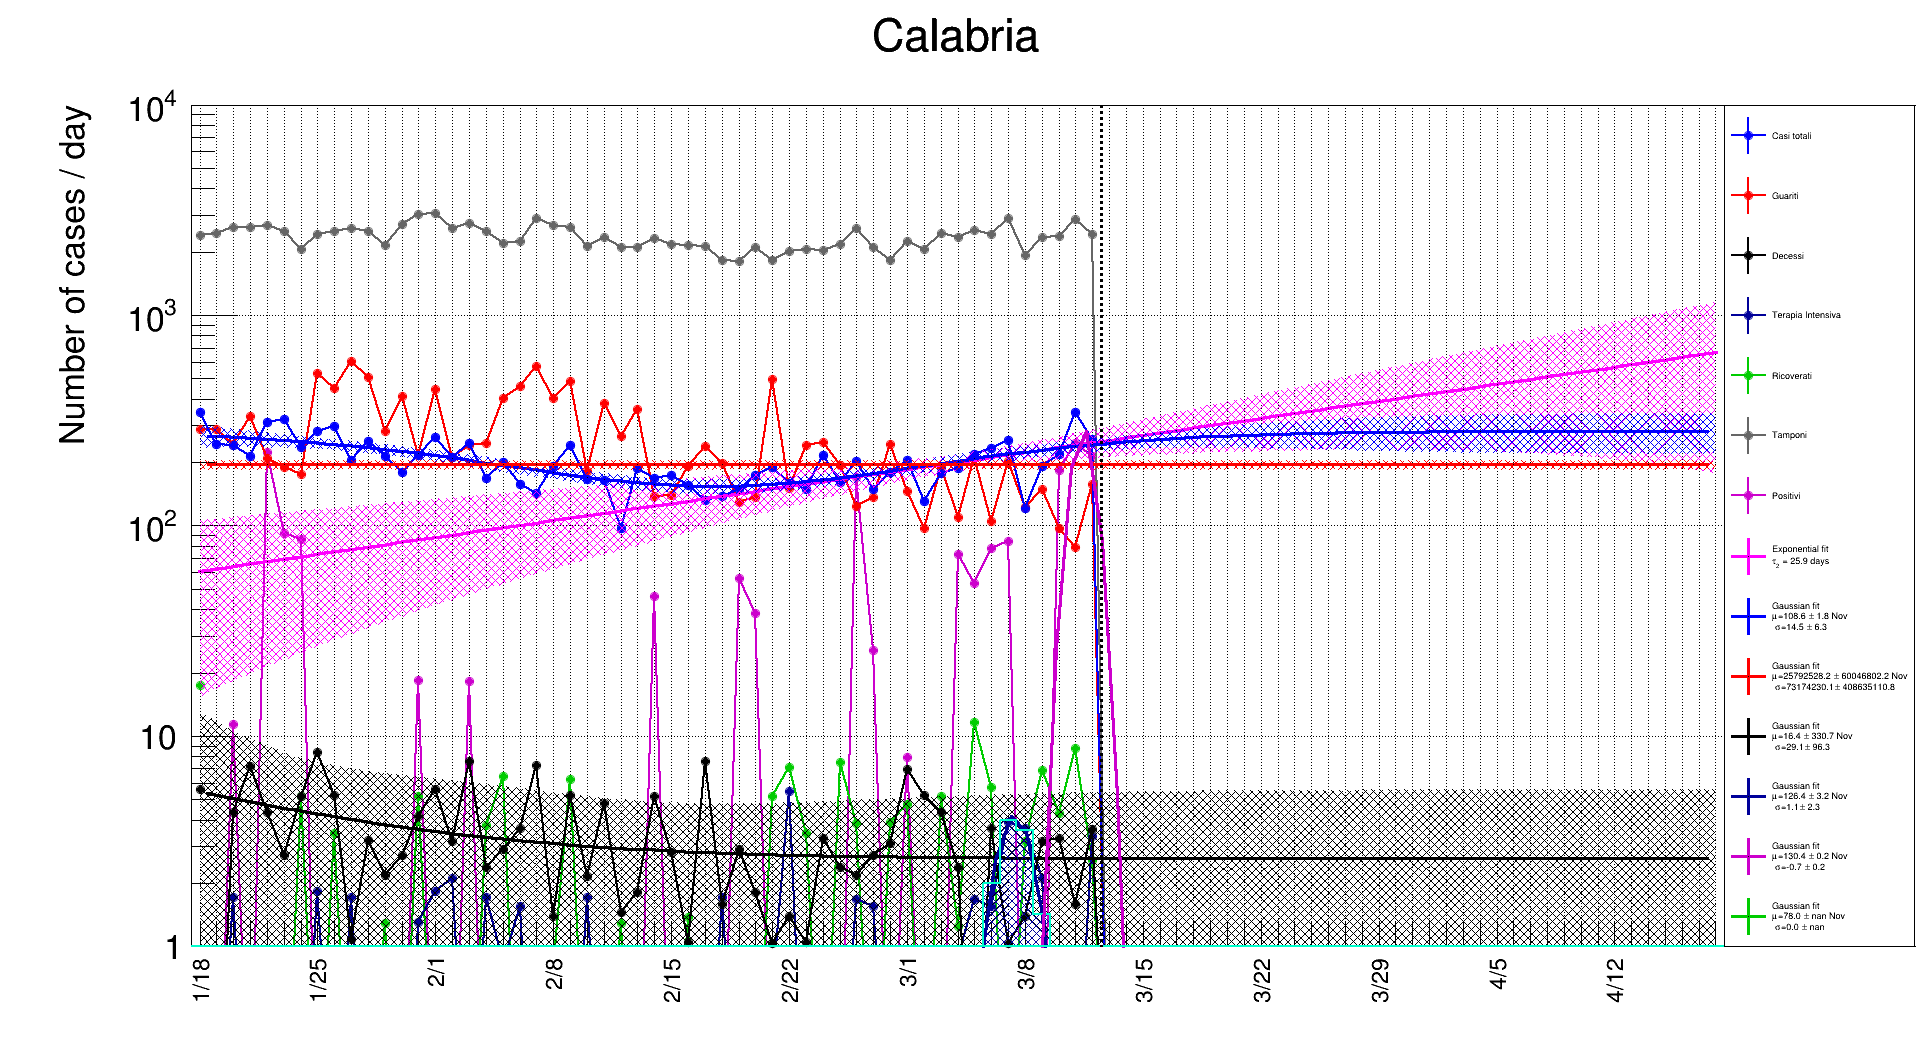 Calabria
Number of cases / day
10^4
10^3
10^2
10
1
1/18
1/25
2/1
2/8
2/15
2/22
3/1
3/8
3/15
3/22
3/29
4/5
4/12
Casi totali
Guariti
Decessi
Terapia Intensiva
Ricoverati
Tamponi
Positivi
Exponential fit
τ₂ = 25.9 days
Gaussian fit
μ=108.6 ± 1.8 Nov
σ=14.5 ± 6.3
Gaussian fit
μ=25792528.2 ± 60046802.2 Nov
σ=73174230.1 ± 408635110.8
Gaussian fit
μ=16.4 ± 330.7 Nov
σ=29.1 ± 96.3
Gaussian fit
μ=126.4 ± 3.2 Nov
σ=1.1 ± 2.3
Gaussian fit
μ=130.4 ± 0.2 Nov
σ=-0.7 ± 0.2
Gaussian fit
μ=78.0 ± nan Nov
σ=0.0 ± nan